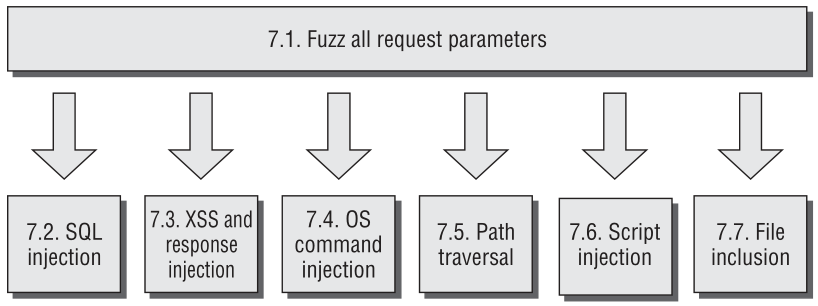 7.1. Fuzz all request parameters
7.2. SQL
injection
7.3. XSS and
response
injection
7.4. OS
command
injection
7.5. Path
traversal
7.6. Script
injection
7.7. File
inclusion